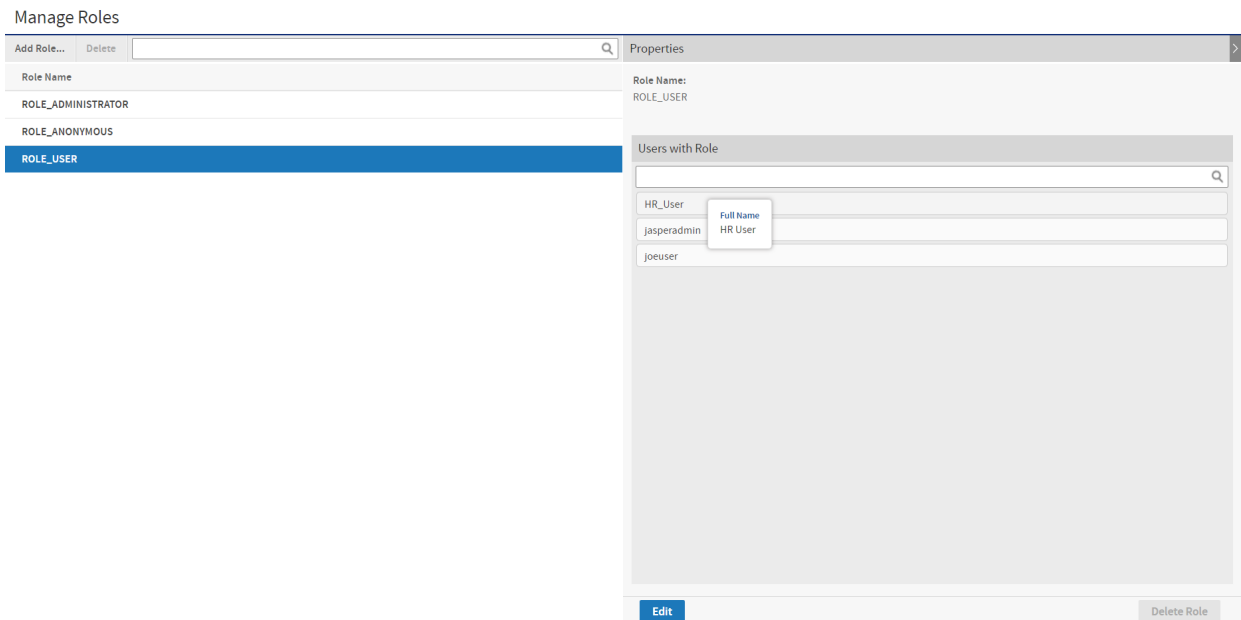 Manage Roles
Add Role... Delete
Role Name
ROLE_ADMINISTRATOR
ROLE_ANONYMOUS
ROLE_USER
Properties
Role Name:
ROLE_USER
Users with Role
HR_User
jasperadmin
joeuser
Full Name
HR User
Edit Delete Role